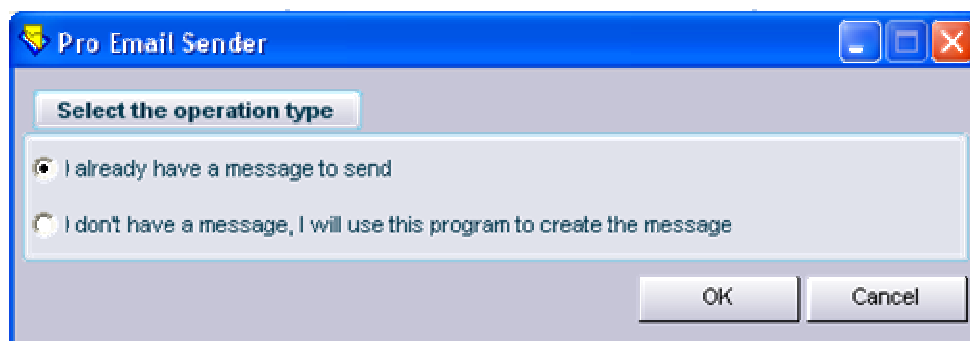 Pro Email Sender
Select the operation type
I already have a message to send
I don't have a message, I will use this program to create the message
OK
Cancel